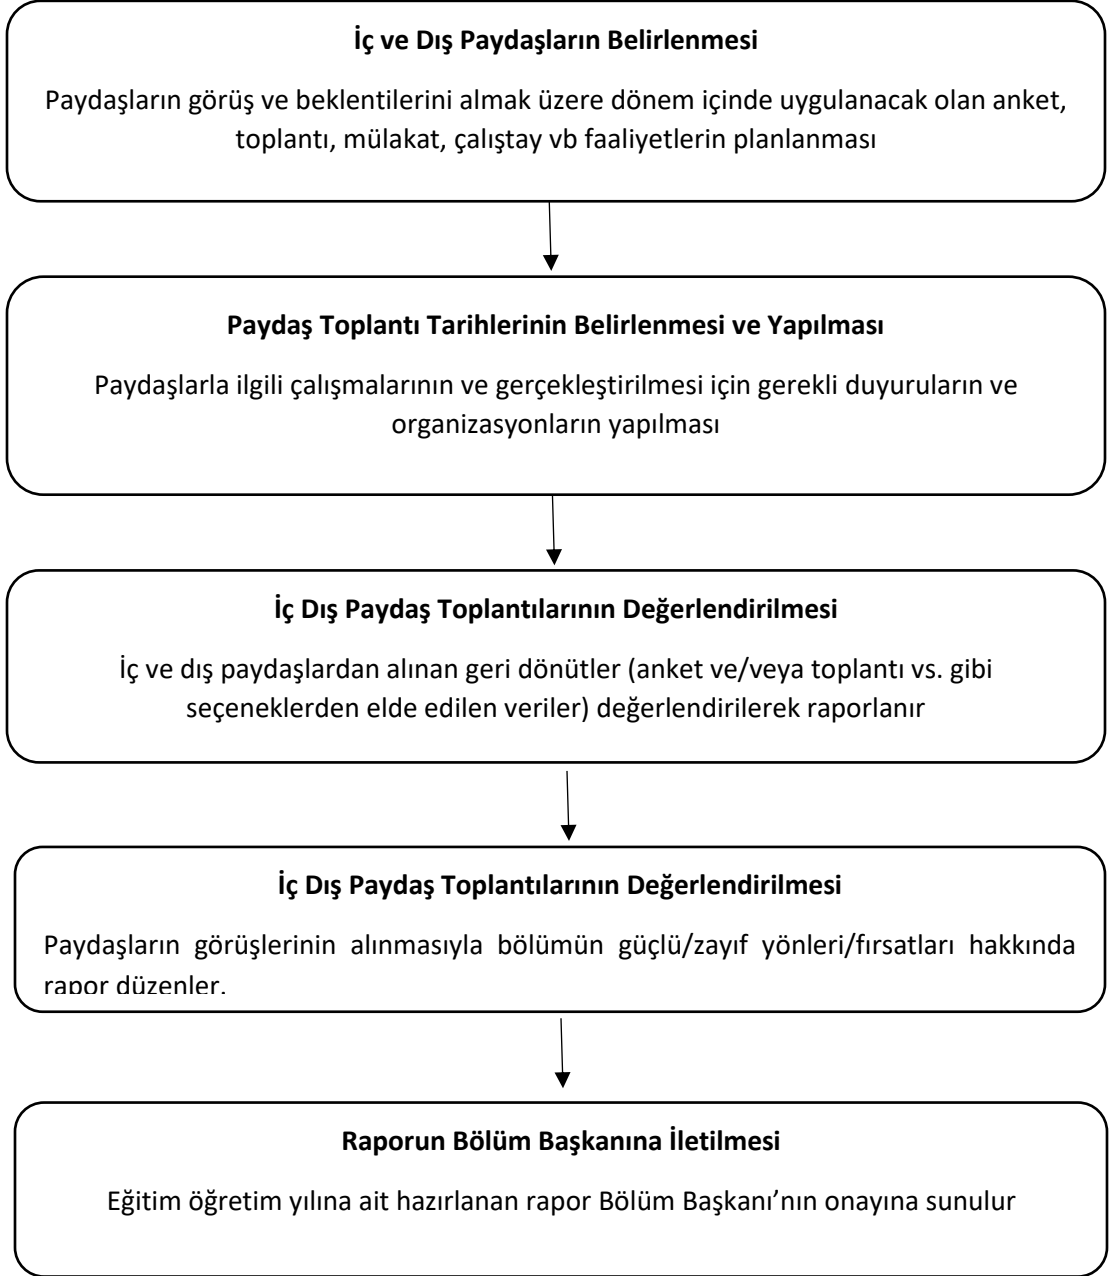 İç ve Dış Paydaşların Belirlenmesi
Paydaşların görüş ve beklentilerini almak üzere dönem içinde uygulanacak olan anket,
toplantı, mülakat, çalıştay vb faaliyetlerin planlanması
Paydaş Toplantı Tarihlerinin Belirlenmesi ve Yapılması
Paydaşlarla ilgili çalışmalarının ve gerçekleştirilmesi için gerekli duyuruların ve
organizasyonların yapılması
İç Dış Paydaş Toplantılarının Değerlendirilmesi
İç ve dış paydaşlardan alınan geri dönütler (anket ve/veya toplantı vs. gibi
seçeneklerden elde edilen veriler) değerlendirilerek raporlanır
İç Dış Paydaş Toplantılarının Değerlendirilmesi
Paydaşların görüşlerinin alınmasıyla bölümün güçlü/zayıf yönleri/fırsatları hakkında
rapor düzenler.
Raporun Bölüm Başkanına İletilmesi
Eğitim öğretim yılına ait hazırlanan rapor Bölüm Başkanı’nın onayına sunulur